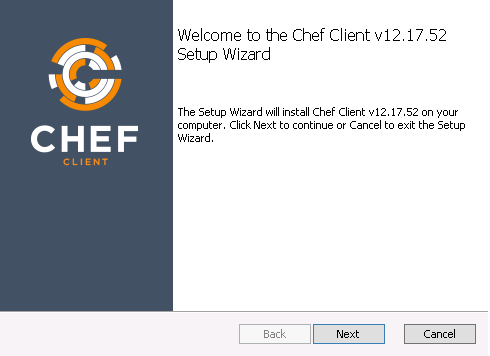 Welcome to the Chef Client v12.17.52
Setup Wizard
The Setup Wizard will install Chef Client v12.17.52 on your
computer. Click Next to continue or Cancel to exit the Setup
Wizard.
CHEF
CLIENT
Back
Next
Cancel